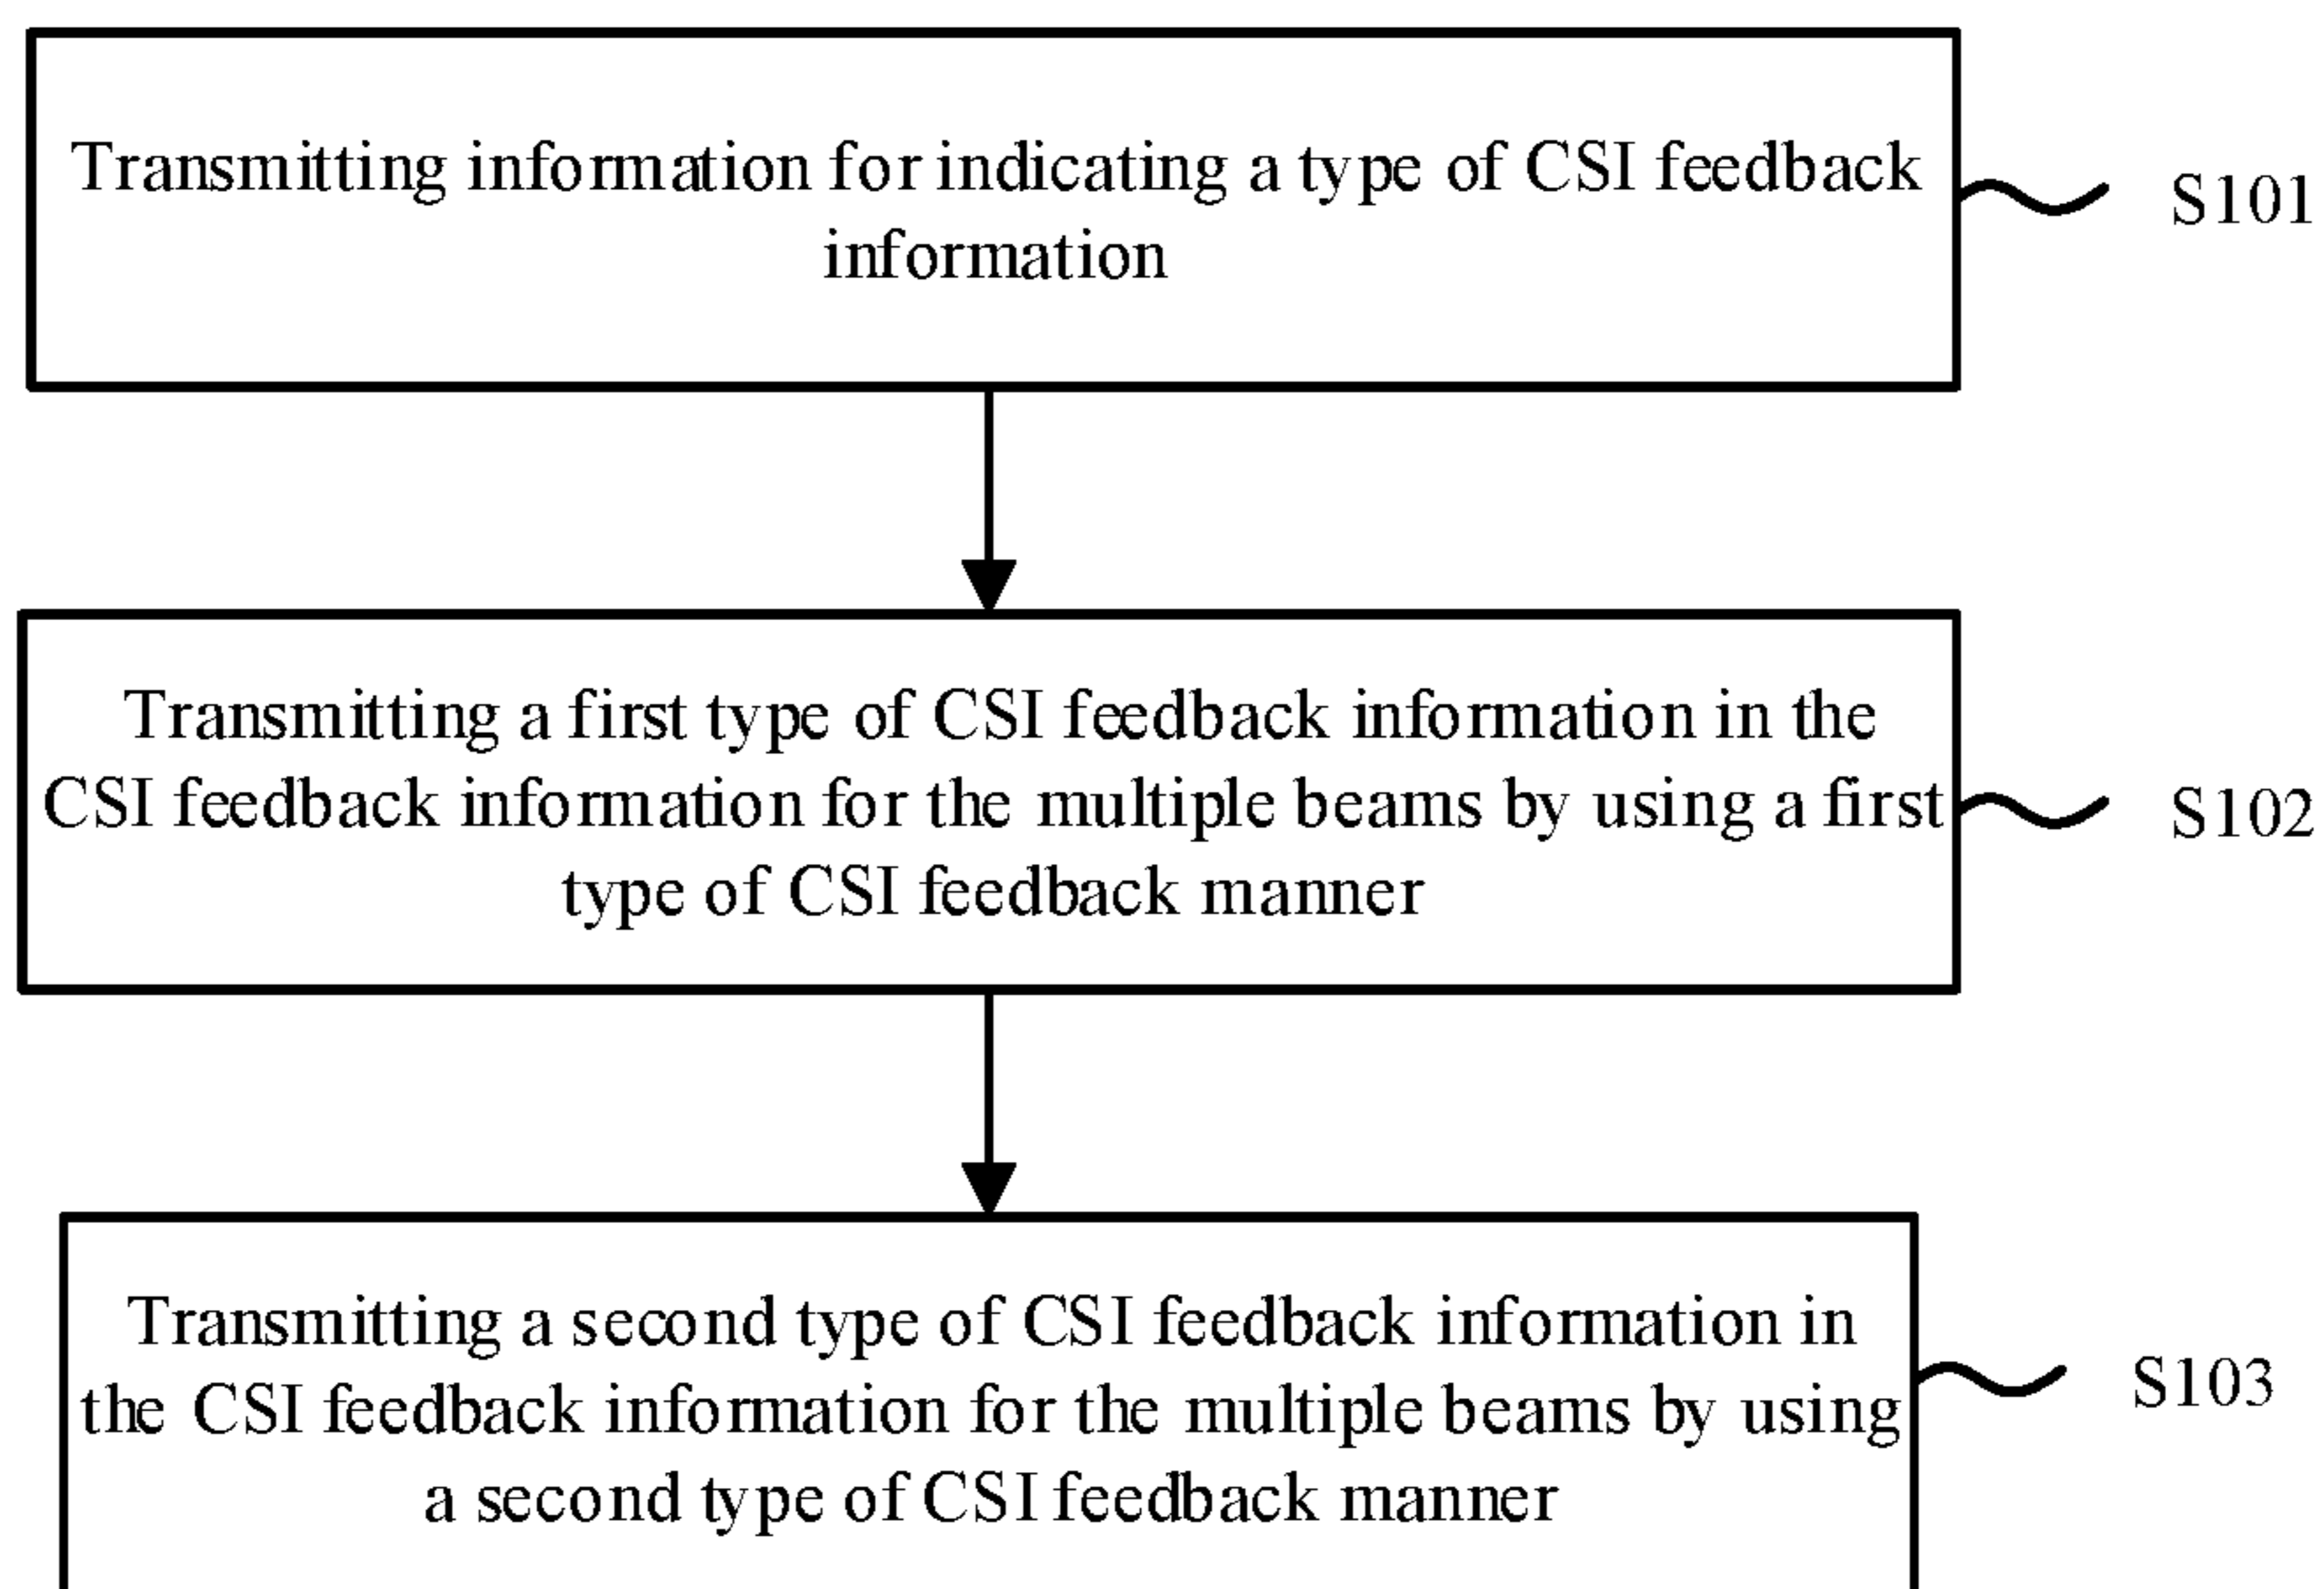 Transmitting information for indicating a type of CSI feedback
information
S101
Transmitting a first type of CSI feedback information in the
CSI feedback information for the multiple beams by using a first
type of CSI feedback manner
S102
Transmitting a second type of CSI feedback information in
the CSI feedback information for the multiple beams by using
a second type of CSI feedback manner
S103